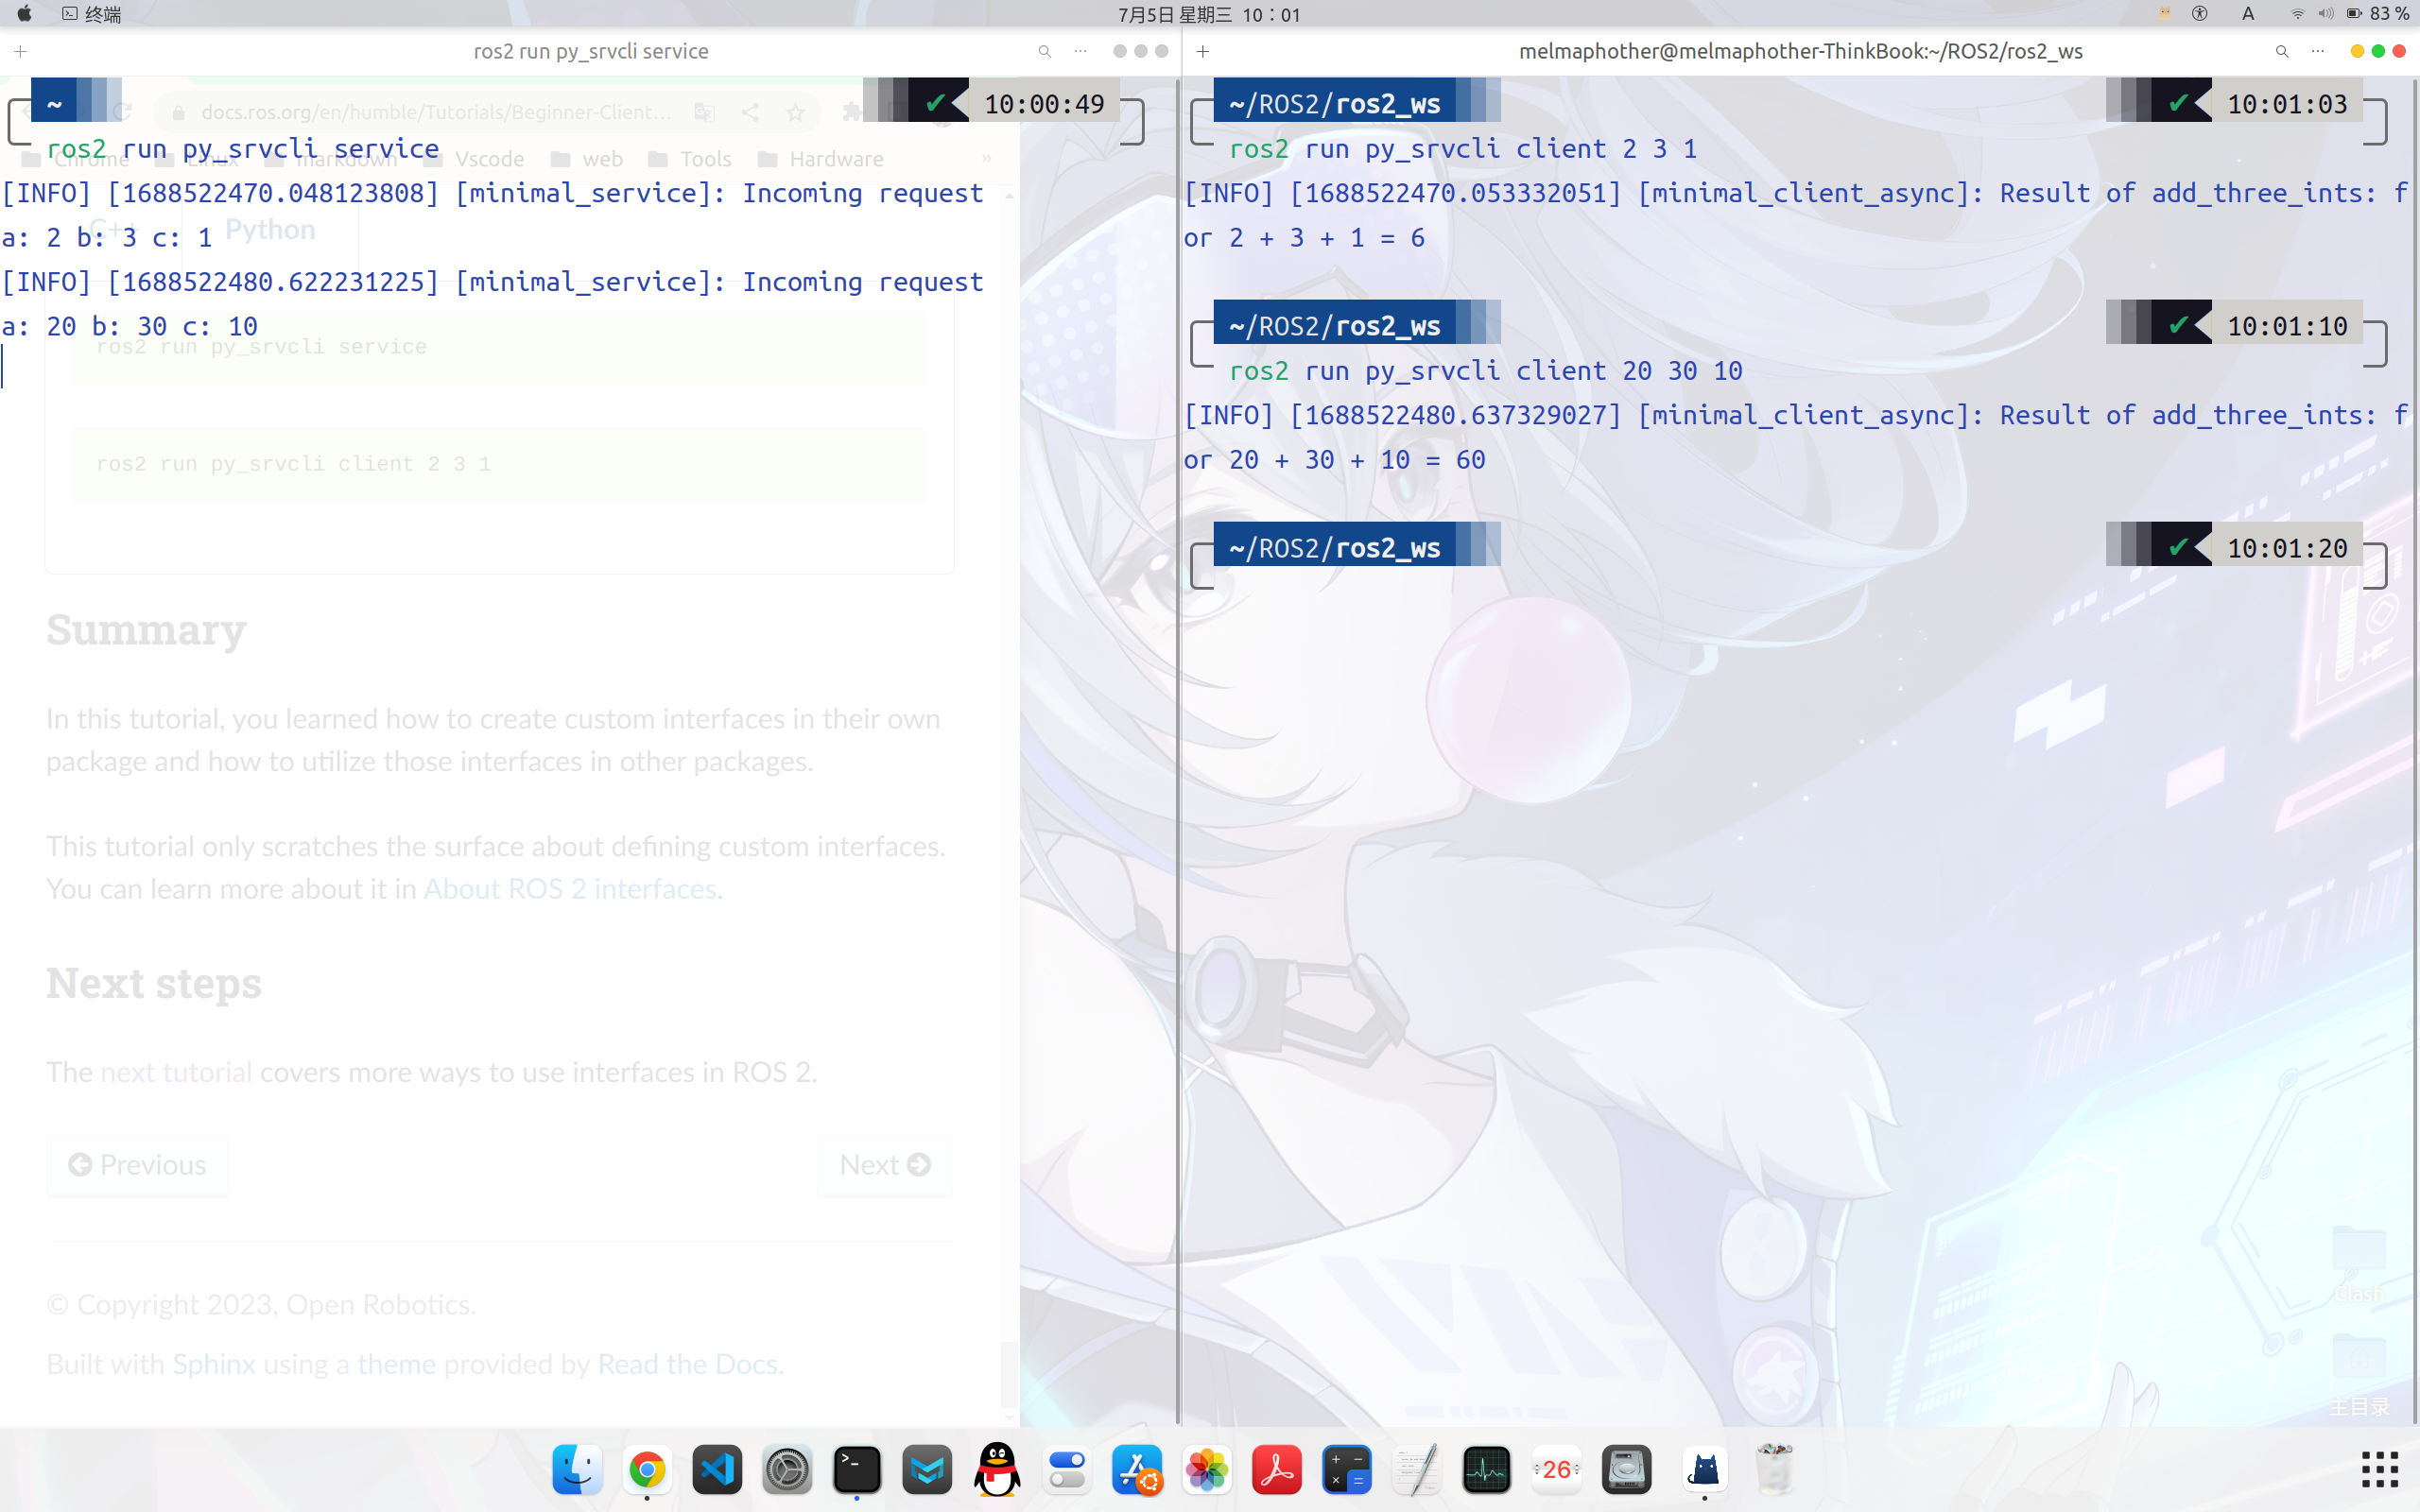 终端
7月5日 星期三 10：01
A
83 %
ros2 run py_srvcli service
~
10:00:49
ros2 run py_srvcli service
[INFO] [1688522470.048123808] [minimal_service]: Incoming request
a: 2 b: 3 c: 1
[INFO] [1688522480.622231225] [minimal_service]: Incoming request
a: 20 b: 30 c: 10
docs.ros.org/en/humble/Tutorials/Beginner-Client…
Chrome
Linux
markdown
Vscode
web
Tools
Hardware
»
C++
Python
ros2 run py_srvcli service
ros2 run py_srvcli client 2 3 1
Summary
In this tutorial, you learned how to create custom interfaces in their own
package and how to utilize those interfaces in other packages.
This tutorial only scratches the surface about defining custom interfaces.
You can learn more about it in About ROS 2 interfaces.
Next steps
The next tutorial covers more ways to use interfaces in ROS 2.
Previous
Next
© Copyright 2023, Open Robotics.
Built with Sphinx using a theme provided by Read the Docs.
melmaphother@melmaphother-ThinkBook:~/ROS2/ros2_ws
~/ROS2/ros2_ws
10:01:03
ros2 run py_srvcli client 2 3 1
[INFO] [1688522470.053332051] [minimal_client_async]: Result of add_three_ints: f
or 2 + 3 + 1 = 6
~/ROS2/ros2_ws
10:01:10
ros2 run py_srvcli client 20 30 10
[INFO] [1688522480.637329027] [minimal_client_async]: Result of add_three_ints: f
or 20 + 30 + 10 = 60
~/ROS2/ros2_ws
10:01:20
Clash
主目录
26